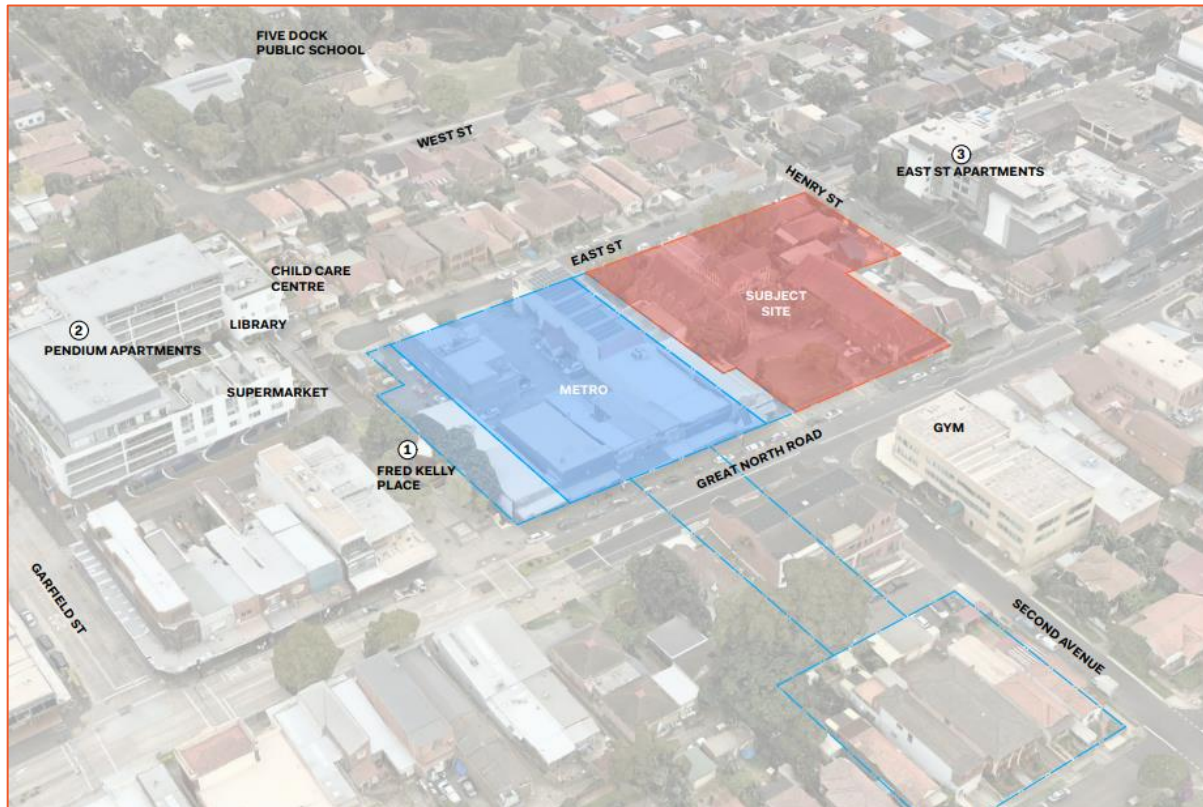 FIVE DOCK
PUBLIC SCHOOL
WEST ST
3
EAST ST APARTMENTS
HENRY ST
EAST ST
CHILD CARE
CENTRE
SUBJECT
SITE
LIBRARY
2
PENDIUM APARTMENTS
SUPERMARKET
METRO
GYM
1
FRED KELLY
PLACE
GREAT NORTH ROAD
GARFIELD ST
SECOND AVENUE